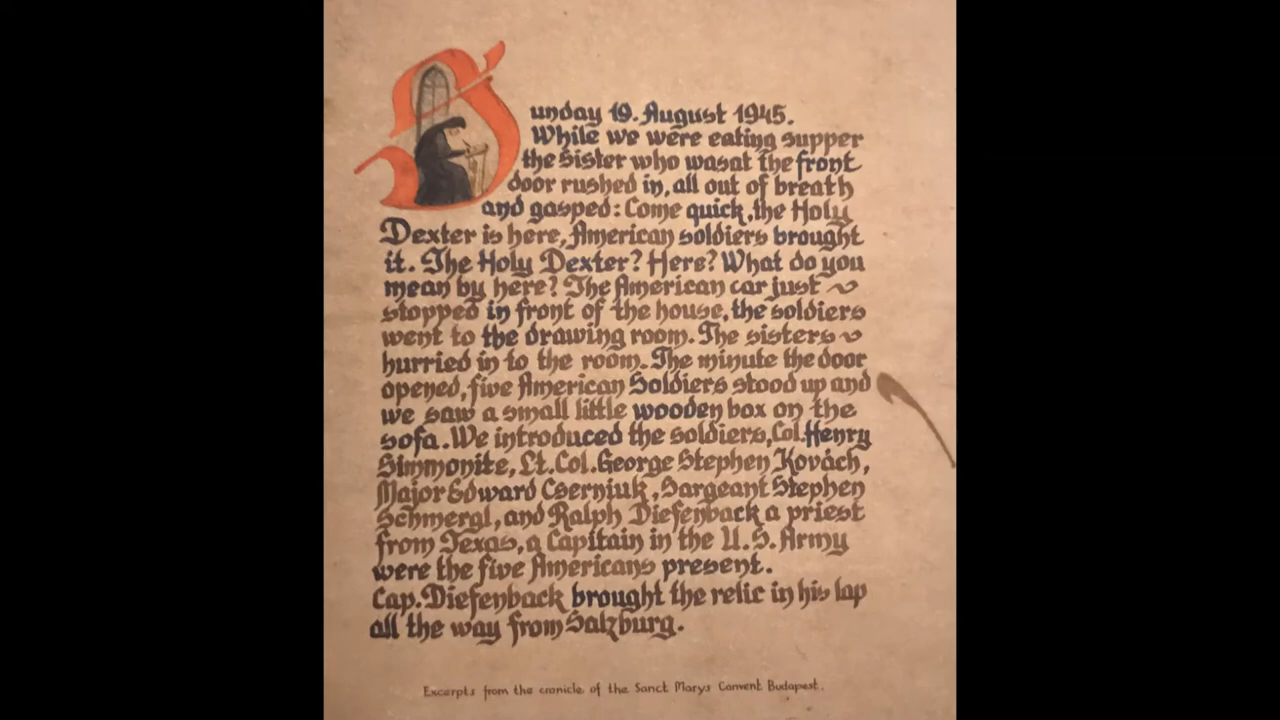 Sunday 19. August 1945.
While we were eating supper
the sister who wasat the front
door rushed in, all out of breath
and gasped: Come quick, the Holy
Dexter is here, American soldiers brought
it. The Holy Dexter? Here? What do you
mean by here? The American car just
stopped in front of the house, the soldiers
went to the drawing room. The sisters
hurried in to the room. The minute the door
opened, five American Soldiers stood up and
we saw a small little wooden box on the
sofa. We introduced the soldiers, Col. Henry
Simmonite, Lt. Col. George Stephen Kovách,
Major Edward Cserniuk, Sargeant Stephen
Schmergl, and Ralph Diefenback a priest
from Texas, a Capitain in the U.S. Army
were the five Americans present.
Cap. Diefenback brought the relic in his lap
all the way from Salzburg.
Excerpts from the cronicle of the Sanct Marys Convent Budapest.